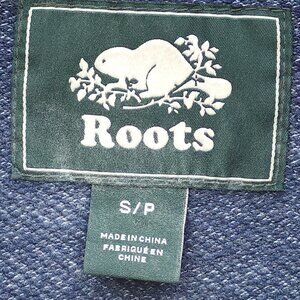 Roots
S/P
MADE IN CHINA
FABRIQUÉ EN
CHINE